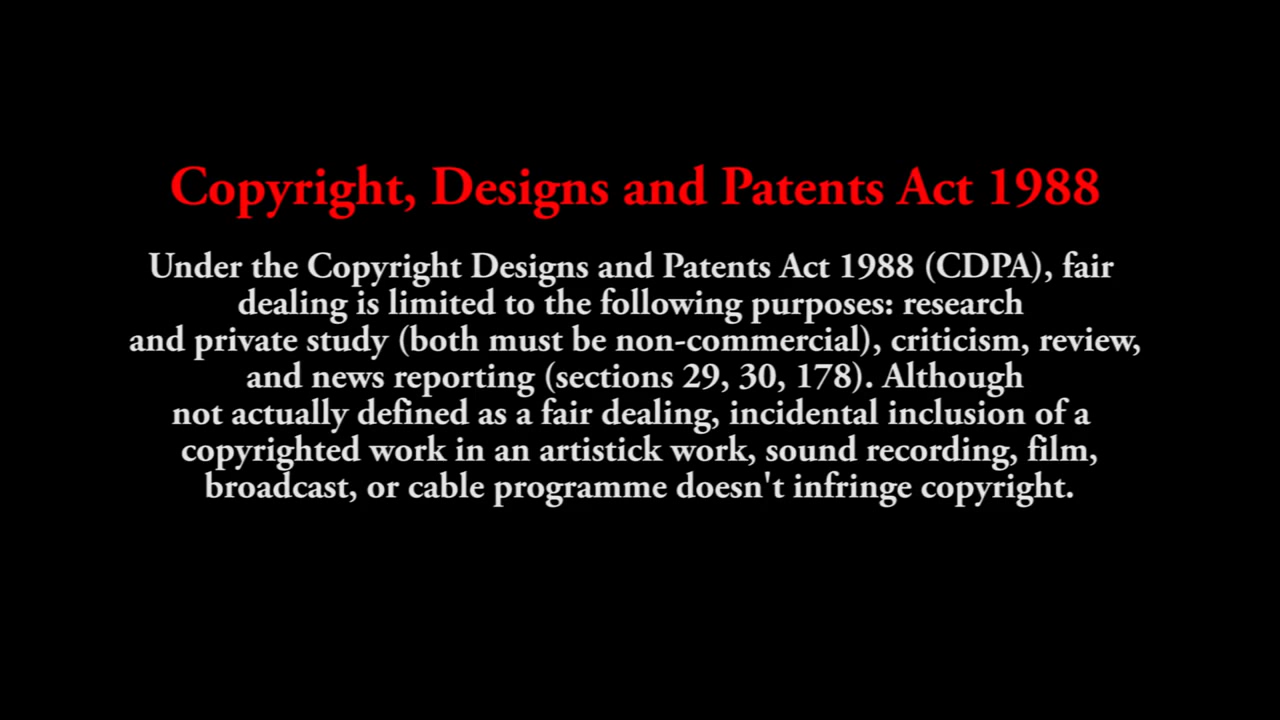 Copyright, Designs and Patents Act 1988
Under the Copyright Designs and Patents Act 1988 (CDPA), fair
dealing is limited to the following purposes: research
and private study (both must be non-commercial), criticism, review,
and news reporting (sections 29, 30, 178). Although
not actually defined as a fair dealing, incidental inclusion of a
copyrighted work in an artistick work, sound recording, film,
broadcast, or cable programme doesn't infringe copyright.